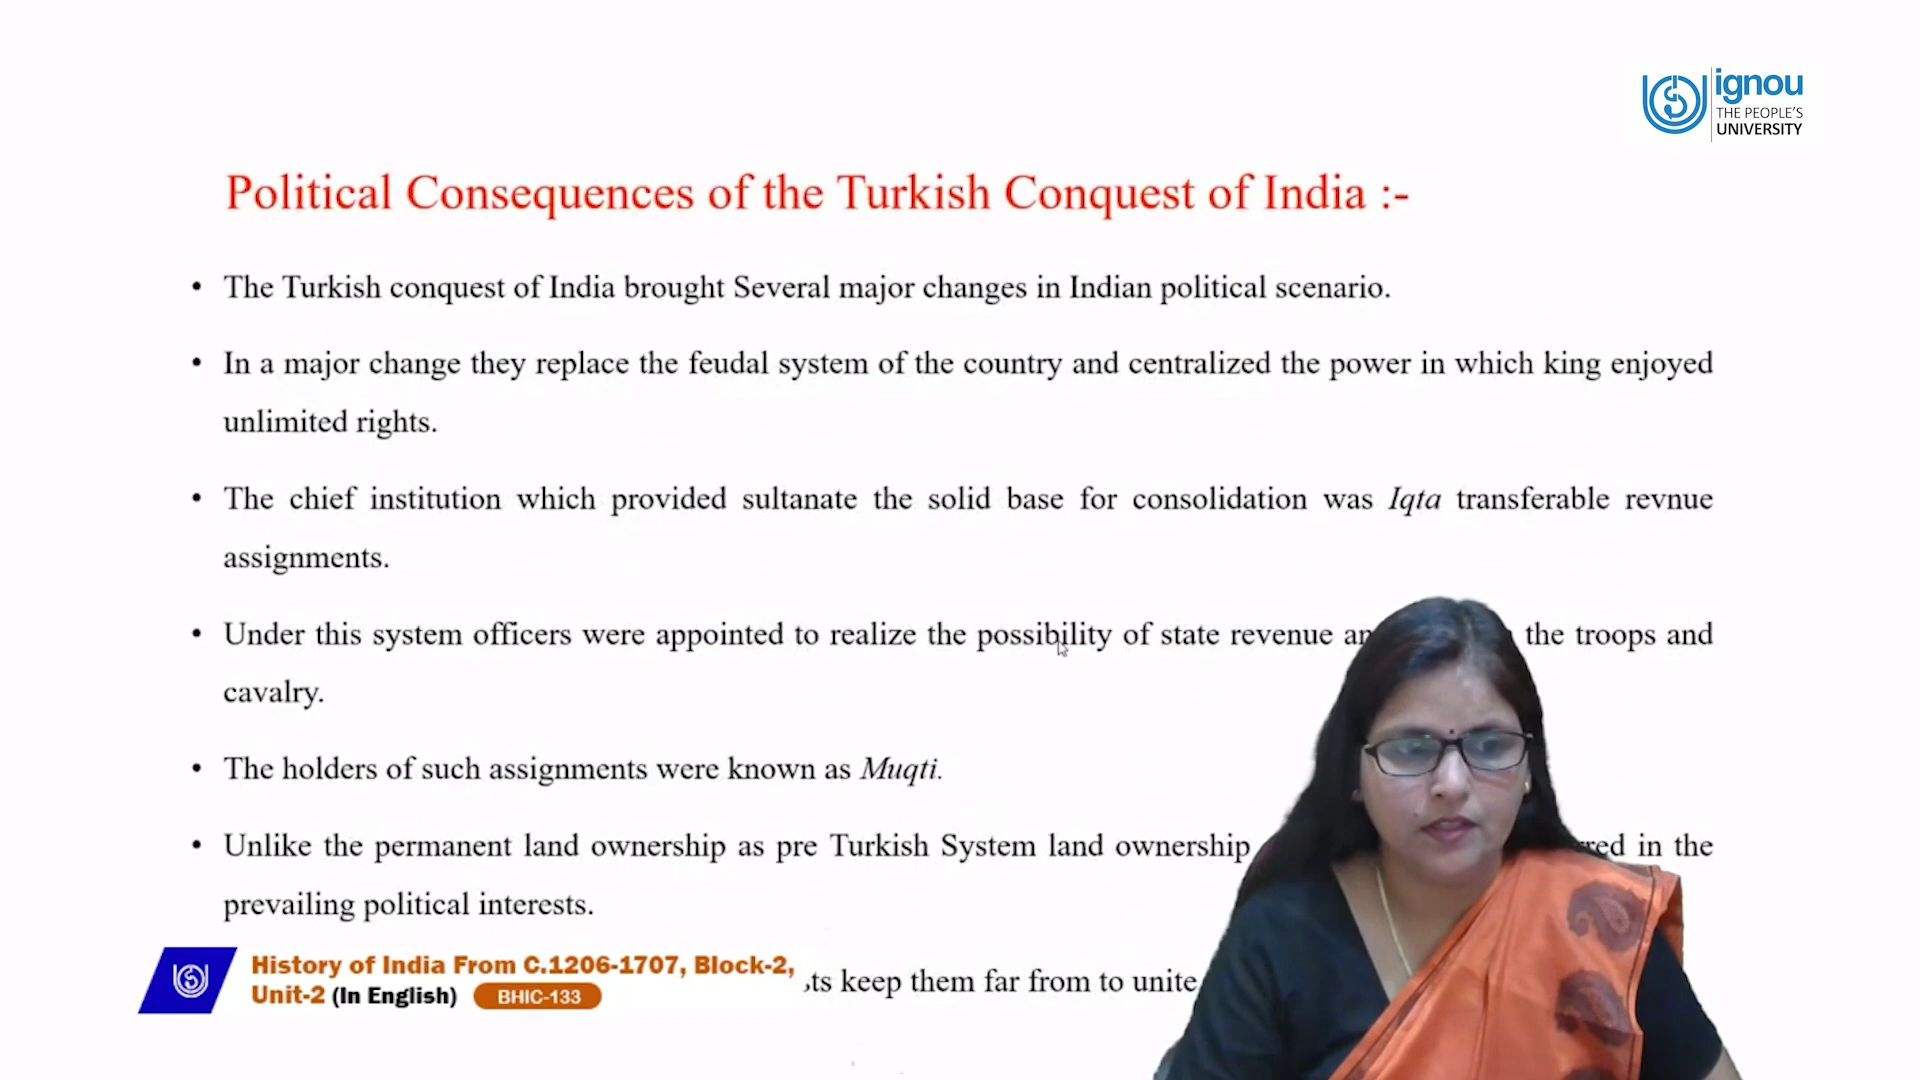 ignou
THE PEOPLE'S
UNIVERSITY
Political Consequences of the Turkish Conquest of India :-
• The Turkish conquest of India brought Several major changes in Indian political scenario.
• In a major change they replace the feudal system of the country and centralized the power in which king enjoyed
unlimited rights.
• The chief institution which provided sultanate the solid base for consolidation was Iqta transferable revnue
assignments.
• Under this system officers were appointed to realize the possibility of state revenue the troops and
cavalry.
• The holders of such assignments were known as Muqti.
• Unlike the permanent land ownership as pre Turkish System land ownership in the
prevailing political interests.
keep them far from to unite
History of India From C.1206-1707, Block-2,
Unit-2 (In English) BHIC-133